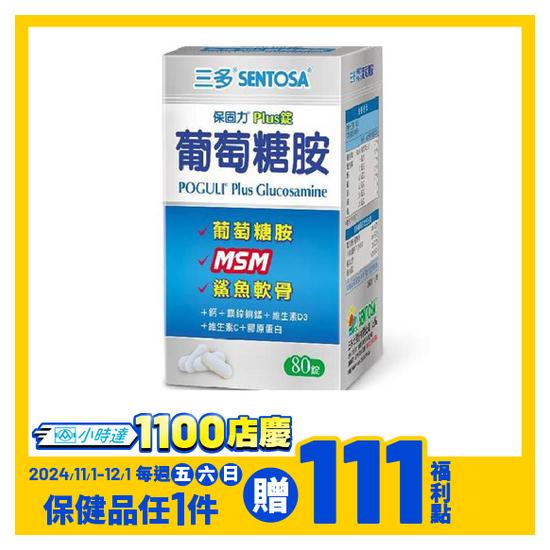 三多® SENTOSA®
保固力® Plus錠
葡萄糖胺
POGULI® Plus Glucosamine
葡萄糖胺
MSM
鯊魚軟骨
+鈣+鎂鋅銅錳+維生素D3
+維生素C+膠原蛋白
80錠
SENTOSA
小時達 1100店慶
2024/11/1-12/1 每週五六日
保健品任1件 贈 111 福利點